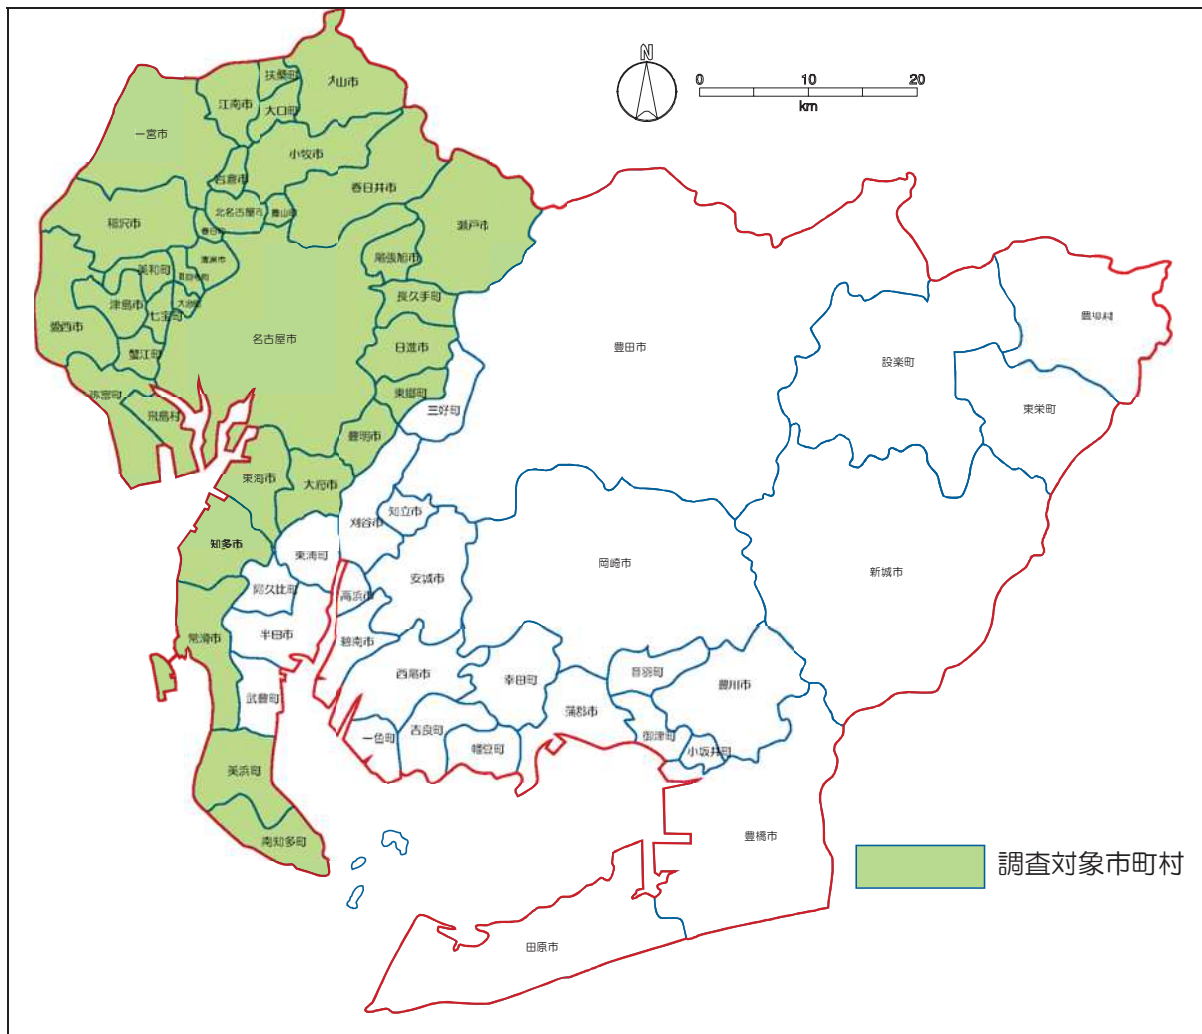 扶桑町
犬山市
N
0 10 20
km
江南市
大口町
一宮市
小牧市
岩倉市
春日井市
北名古屋市
豊山町
稲沢市
瀬戸市
春日町
清洲市
尾張旭市
美和町
長久手町
津島市
七宝町
大治町
愛西市
名古屋市
日進市
豊田市
設楽町
豊根村
蟹江町
弥富町
東郷町
三好町
東栄町
飛島村
豊明市
東海市
大府市
刈谷市
知立市
知多市
東浦町
岡崎市
新城市
阿久比町
高浜市
安城市
常滑市
半田市
碧南市
西尾市
幸田町
音羽町
豊川市
武豊町
蒲郡市
一色町
吉良町
幡豆町
御津町
小坂井町
美浜町
南知多町
豊橋市
調査対象市町村
田原市